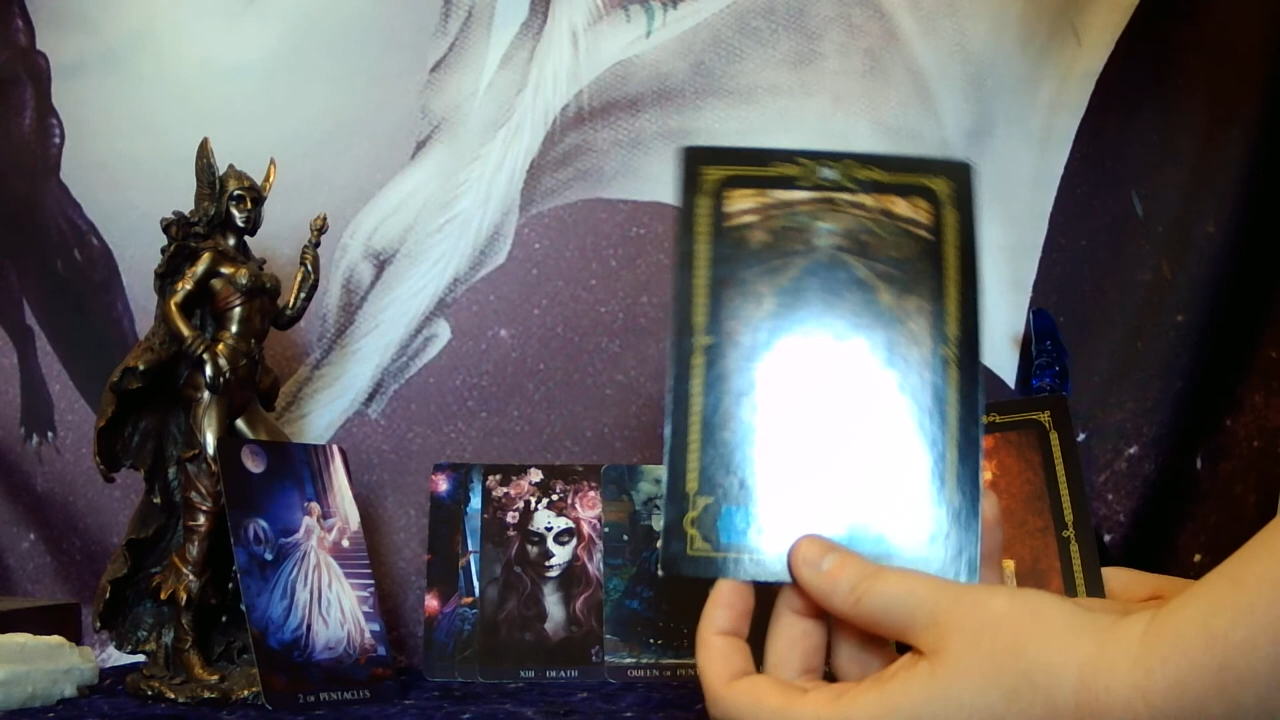 2 OF PENTACLES
XIII · DEATH
QUEEN OF PENT